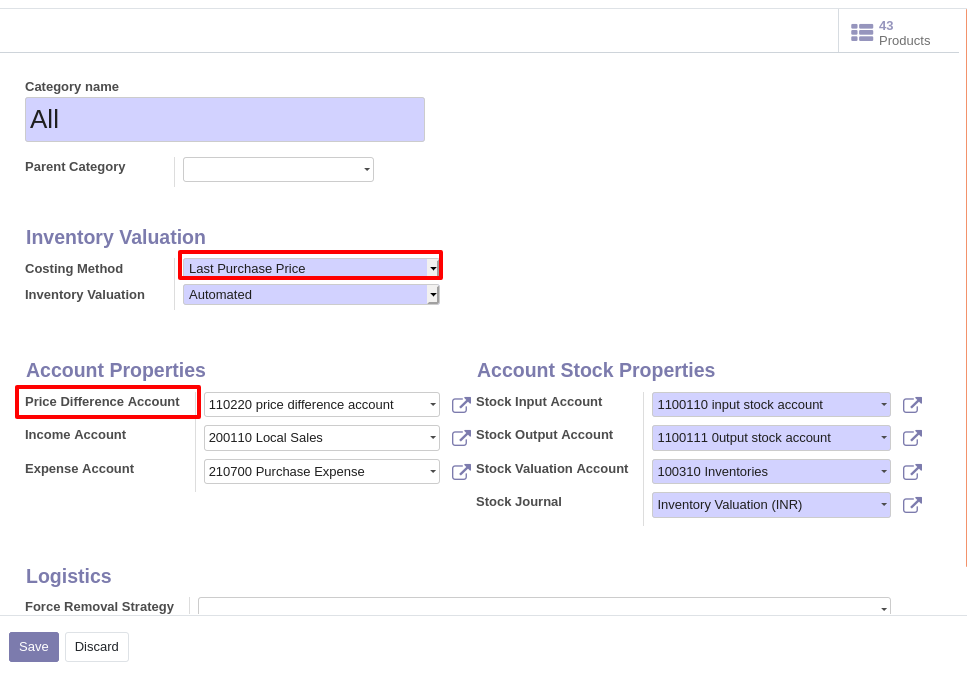 43
Products
Category name
All
Parent Category
Inventory Valuation
Costing Method Last Purchase Price
Inventory Valuation Automated
Account Properties
Price Difference Account 110220 price difference account
Income Account 200110 Local Sales
Expense Account 210700 Purchase Expense
Account Stock Properties
Stock Input Account 1100110 input stock account
Stock Output Account 1100111 0utput stock account
Stock Valuation Account 100310 Inventories
Stock Journal Inventory Valuation (INR)
Logistics
Force Removal Strategy
Save Discard